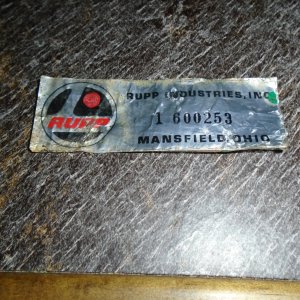 RUPP
RUPP INDUSTRIES, INC.
1 600253
MANSFIELD, OHIO